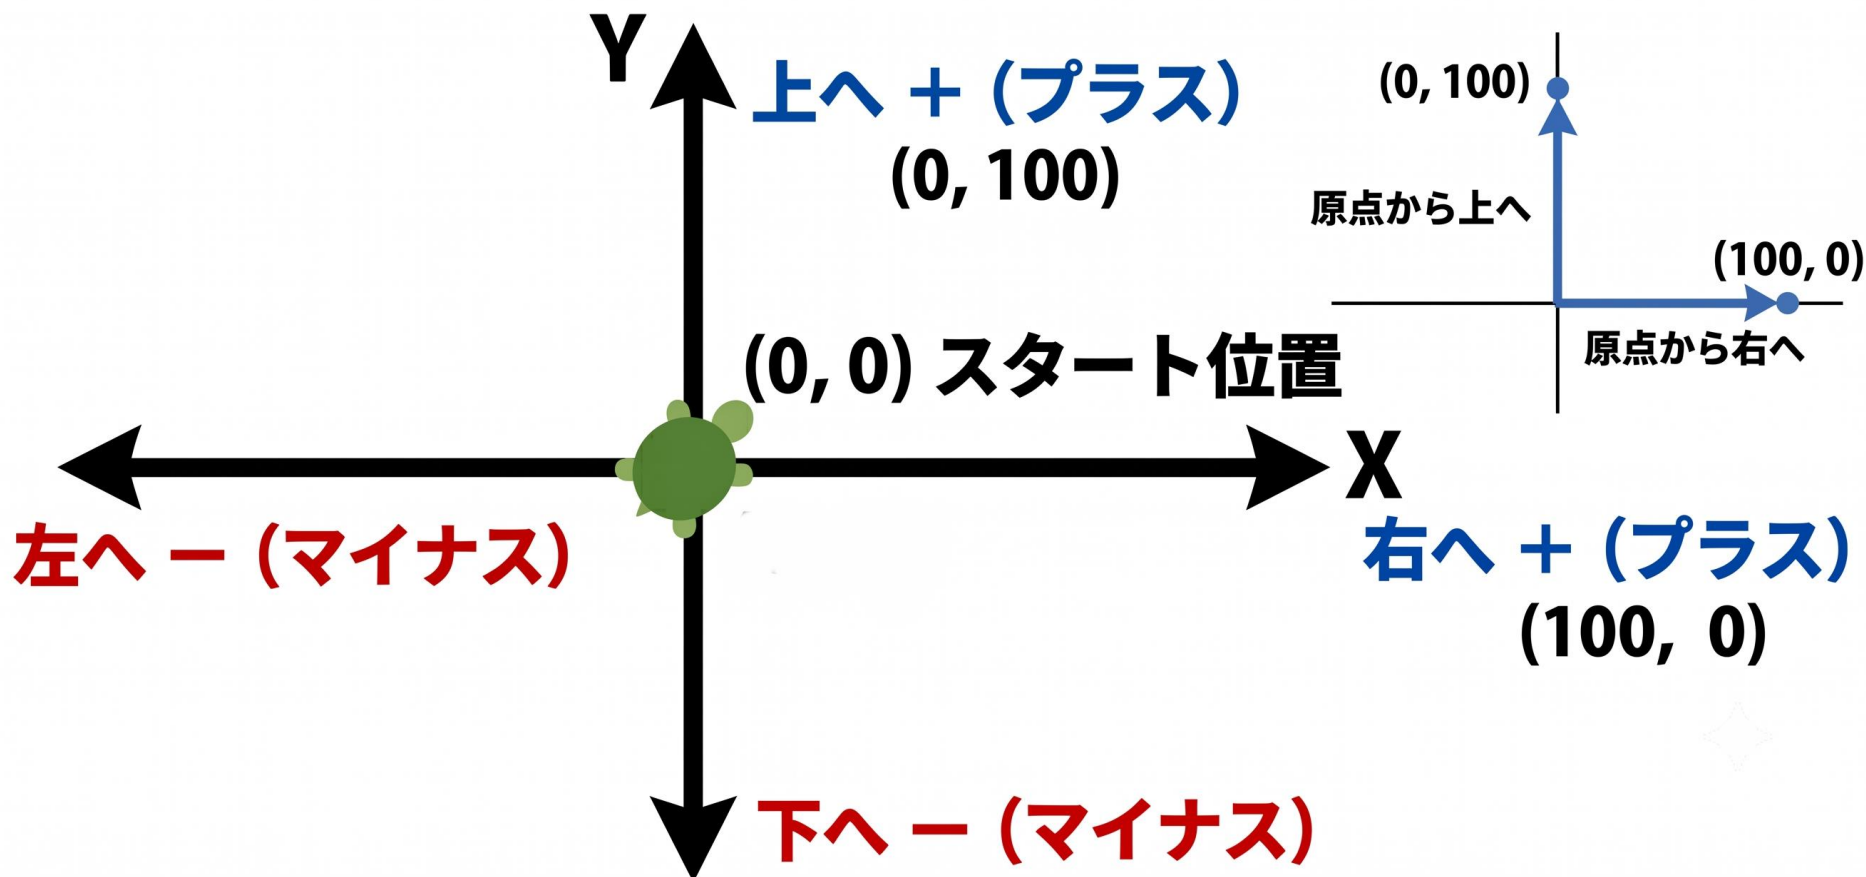 Y
上へ + (プラス)
(0, 100)
(0, 100)
原点から上へ
(100, 0)
原点から右へ
(0, 0) スタート位置
X
左へ − (マイナス)
右へ + (プラス)
(100, 0)
下へ − (マイナス)